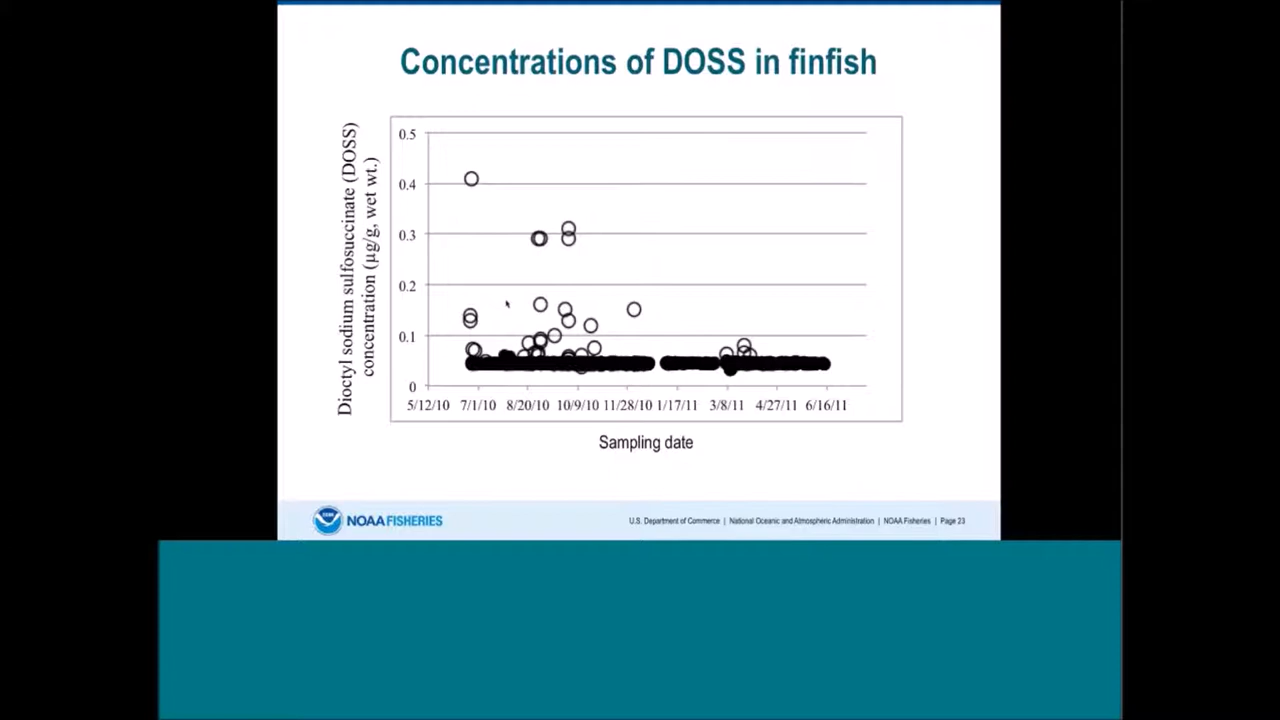 Concentrations of DOSS in finfish
Dioctyl sodium sulfosuccinate (DOSS)
concentration (µg/g, wet wt.)
0.5
0.4
0.3
0.2
0.1
0
5/12/10 7/1/10 8/20/10 10/9/10 11/28/10 1/17/11 3/8/11 4/27/11 6/16/11
Sampling date
NOAA FISHERIES
U.S. Department of Commerce | National Oceanic and Atmospheric Administration | NOAA Fisheries | Page 23